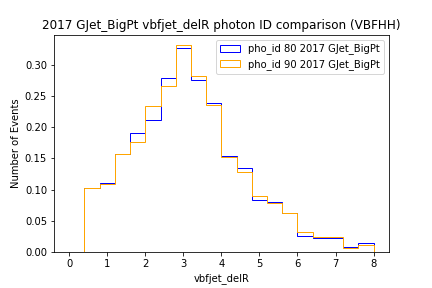 2017 GJet_BigPt vbfjet_delR photon ID comparison (VBFHH)
pho_id 80 2017 GJet_BigPt
pho_id 90 2017 GJet_BigPt
Number of Events
0.30
0.25
0.20
0.15
0.10
0.05
0.00
0 1 2 3 4 5 6 7 8
vbfjet_delR